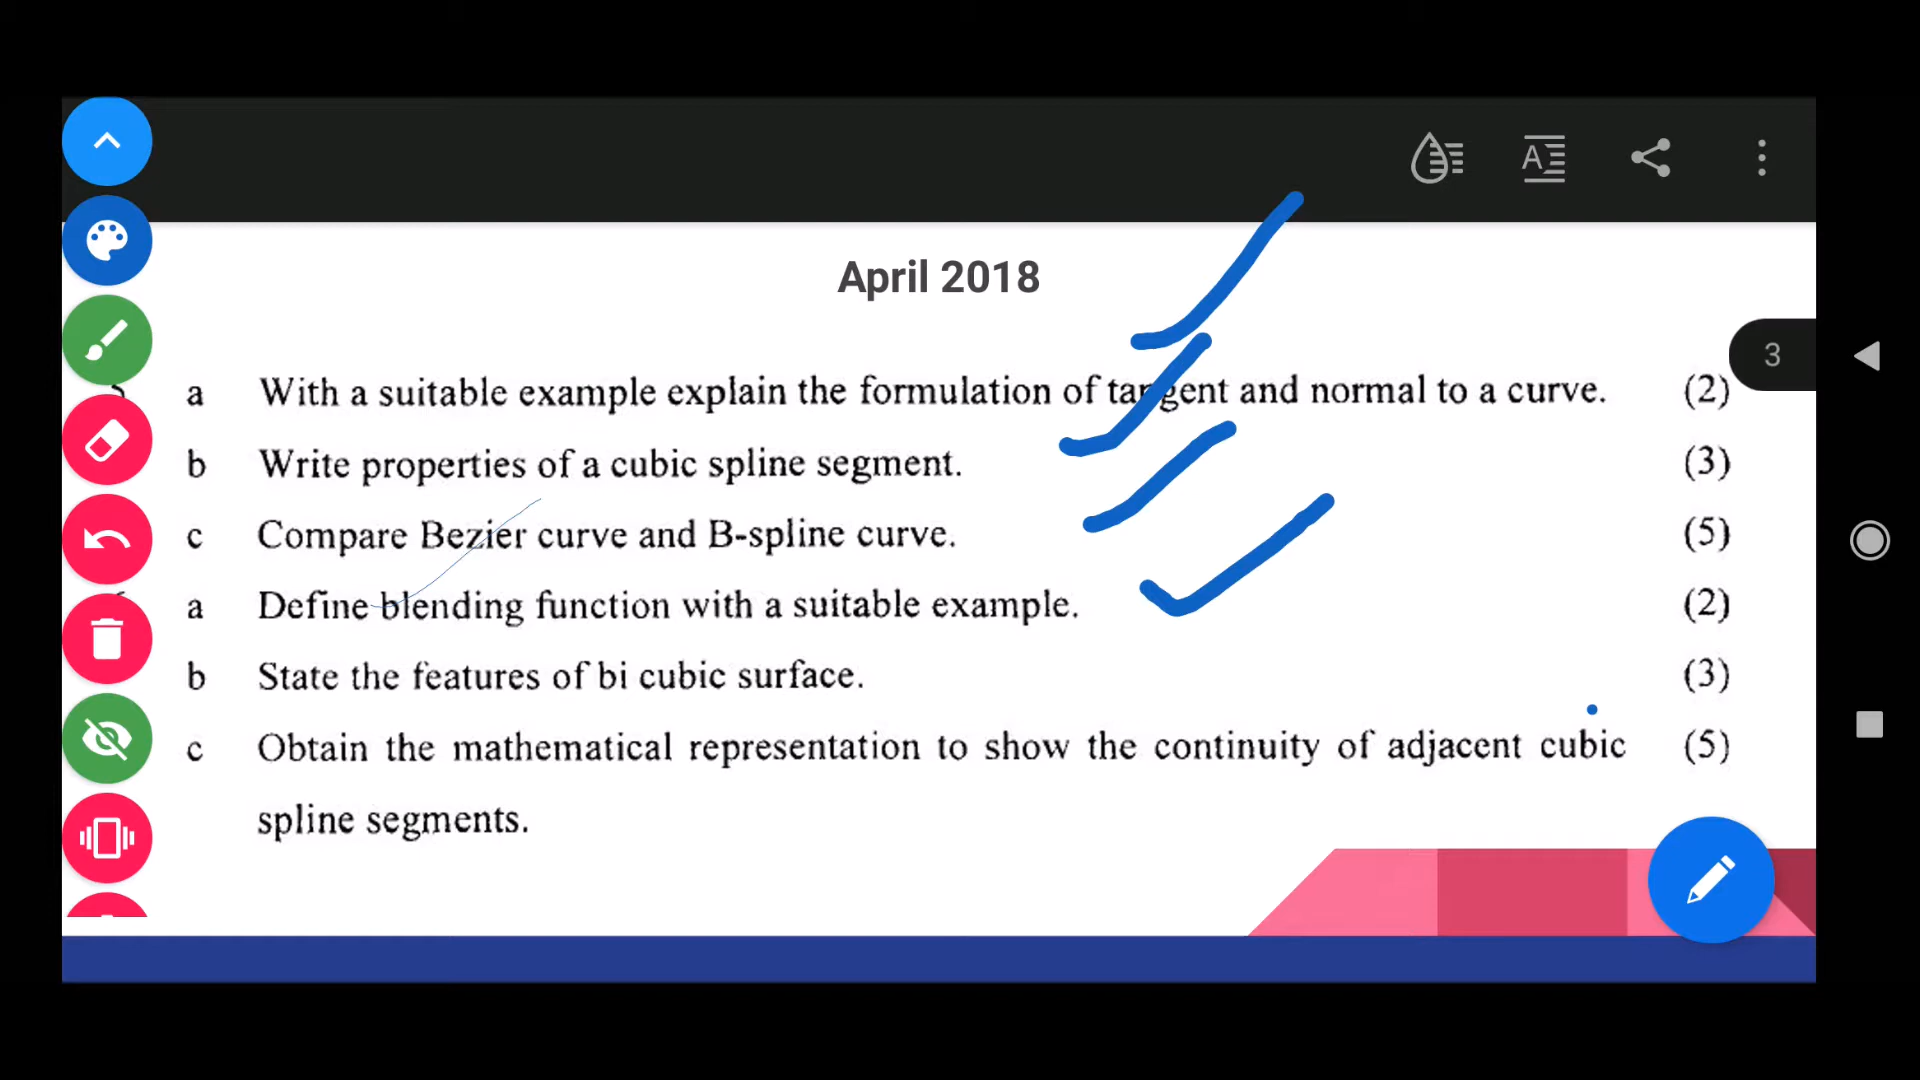 April 2018
3
a With a suitable example explain the formulation of tangent and normal to a curve. (2)
b Write properties of a cubic spline segment. (3)
c Compare Bezier curve and B-spline curve. (5)
a Define blending function with a suitable example. (2)
b State the features of bi cubic surface. (3)
c Obtain the mathematical representation to show the continuity of adjacent cubic (5)
spline segments.